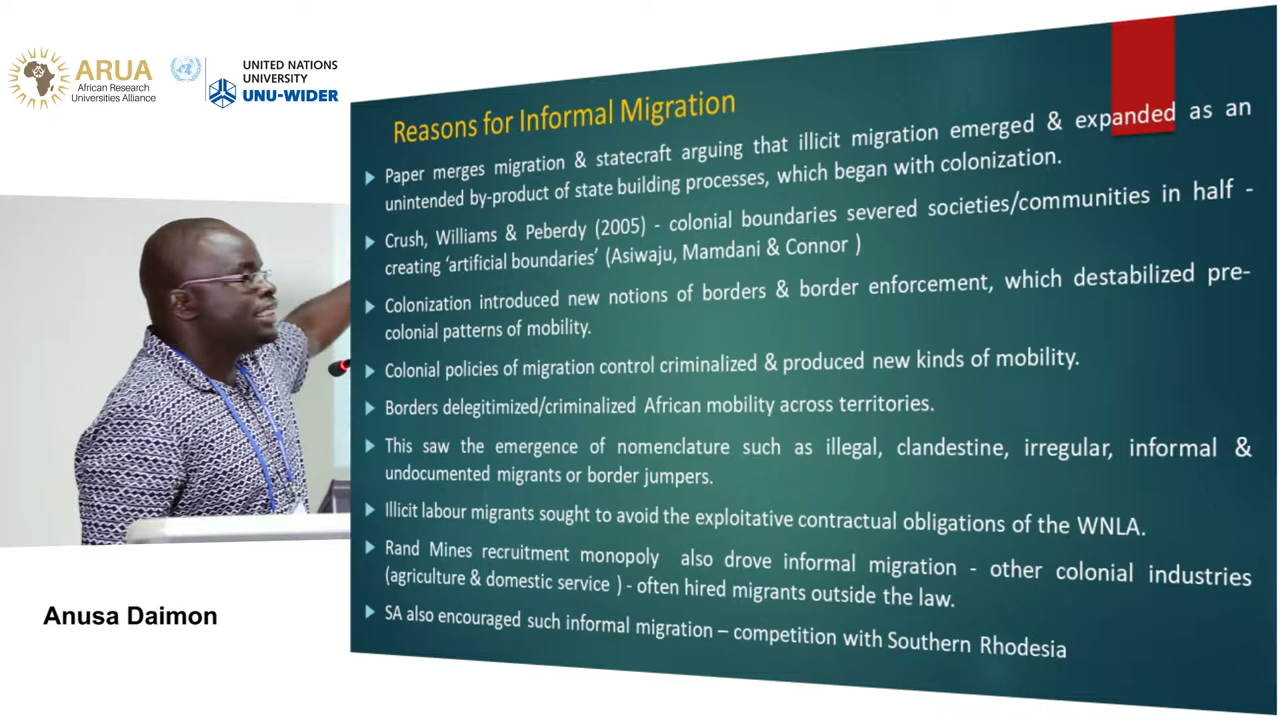 ARUA
African Research
Universities Alliance
UNITED NATIONS
UNIVERSITY
UNU-WIDER
Reasons for Informal Migration
Paper merges migration & statecraft arguing that illicit migration emerged & expanded as an
unintended by-product of state building processes, which began with colonization.
Crush, Williams & Peberdy (2005) - colonial boundaries severed societies/communities in half -
creating ‘artificial boundaries’ (Asiwaju, Mamdani & Connor )
Colonization introduced new notions of borders & border enforcement, which destabilized pre-
colonial patterns of mobility.
Colonial policies of migration control criminalized & produced new kinds of mobility.
Borders delegitimized/criminalized African mobility across territories.
This saw the emergence of nomenclature such as illegal, clandestine, irregular, informal &
undocumented migrants or border jumpers.
Illicit labour migrants sought to avoid the exploitative contractual obligations of the WNLA.
Rand Mines recruitment monopoly also drove informal migration - other colonial industries
(agriculture & domestic service ) - often hired migrants outside the law.
SA also encouraged such informal migration – competition with Southern Rhodesia
Anusa Daimon